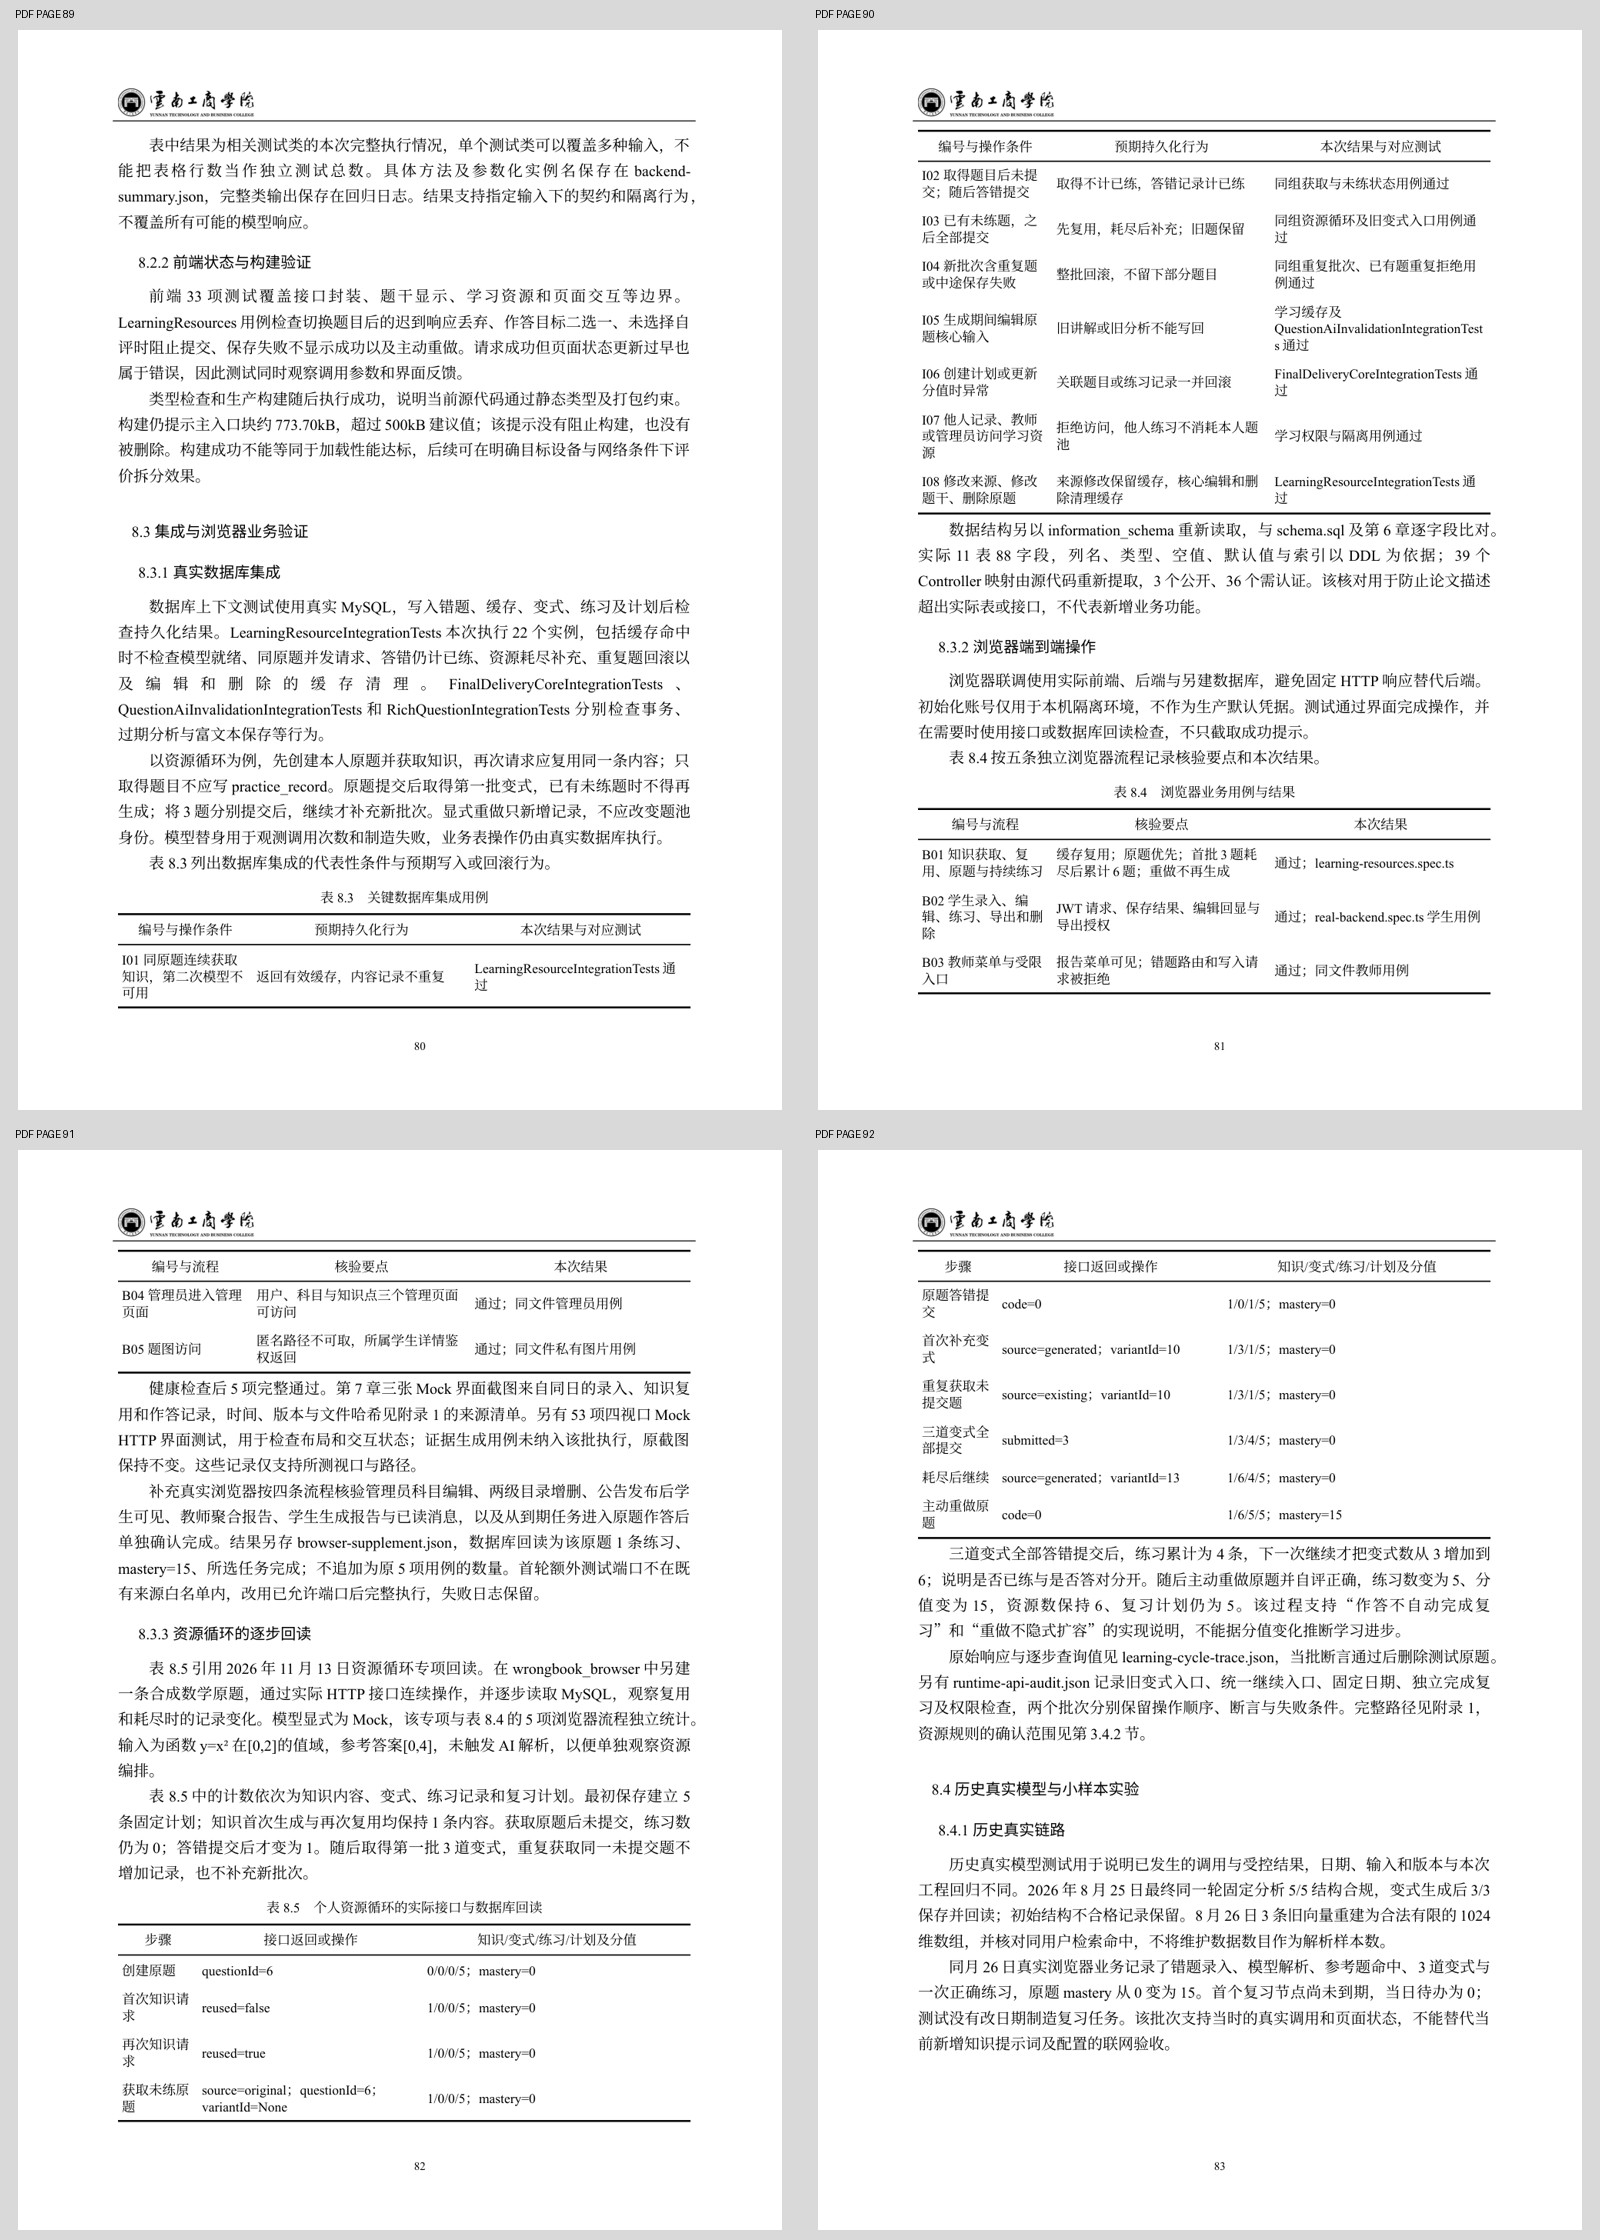 PDF PAGE 89
雲南工商學院
YUNNAN TECHNOLOGY AND BUSINESS COLLEGE
表中结果为相关测试类的本次完整执行情况，单个测试类可以覆盖多种输入，不
能把表格行数当作独立测试总数。具体方法及参数化实例名保存在 backend-
summary.json，完整类输出保存在回归日志。结果支持指定输入下的契约和隔离行为，
不覆盖所有可能的模型响应。
8.2.2 前端状态与构建验证
前端 33 项测试覆盖接口封装、题干显示、学习资源和页面交互等边界。
LearningResources 用例检查切换题目后的迟到响应丢弃、作答目标二选一、未选择自
评时阻止提交、保存失败不显示成功以及主动重做。请求成功但页面状态更新过早也
属于错误，因此测试同时观察调用参数和界面反馈。
类型检查和生产构建随后执行成功，说明当前源代码通过静态类型及打包约束。
构建仍提示主入口块约 773.70kB，超过 500kB 建议值；该提示没有阻止构建，也没有
被删除。构建成功不能等同于加载性能达标，后续可在明确目标设备与网络条件下评
价拆分效果。
8.3 集成与浏览器业务验证
8.3.1 真实数据库集成
数据库上下文测试使用真实 MySQL，写入错题、缓存、变式、练习及计划后检
查持久化结果。LearningResourceIntegrationTests 本次执行 22 个实例，包括缓存命中
时不检查模型就绪、同原题并发请求、答错仍计已练、资源耗尽补充、重复题回滚以
及编辑和删除的缓存清理。FinalDeliveryCoreIntegrationTests、
QuestionAiInvalidationIntegrationTests 和 RichQuestionIntegrationTests 分别检查事务、
过期分析与富文本保存等行为。
以资源循环为例，先创建本人原题并获取知识，再次请求应复用同一条内容；只
取得题目不应写 practice_record。原题提交后取得第一批变式，已有未练题时不得再
生成；将 3 题分别提交后，继续才补充新批次。显式重做只新增记录，不应改变题池
身份。模型替身用于观测调用次数和制造失败，业务表操作仍由真实数据库执行。
表 8.3 列出数据库集成的代表性条件与预期写入或回滚行为。
表 8.3 关键数据库集成用例
编号与操作条件 预期持久化行为 本次结果与对应测试
I01 同原题连续获取
知识，第二次模型不
可用
返回有效缓存，内容记录不重复
LearningResourceIntegrationTests 通
过
80
PDF PAGE 90
雲南工商學院
YUNNAN TECHNOLOGY AND BUSINESS COLLEGE
编号与操作条件 预期持久化行为 本次结果与对应测试
I02 取得题目后未提
交；随后答错提交
取得不计已练，答错记录计已练
同组获取与未练状态用例通过
I03 已有未练题，之
后全部提交
先复用，耗尽后补充；旧题保留
同组资源循环及旧变式入口用例通
过
I04 新批次含重复题
或中途保存失败
整批回滚，不留下部分题目
同组重复批次、已有题重复拒绝用
例通过
I05 生成期间编辑原
题核心输入
旧讲解或旧分析不能写回
学习缓存及
QuestionAiInvalidationIntegrationTest
s 通过
I06 创建计划或更新
分值时异常
关联题目或练习记录一并回滚
FinalDeliveryCoreIntegrationTests 通
过
I07 他人记录、教师
或管理员访问学习资
源
拒绝访问，他人练习不消耗本人题
池
学习权限与隔离用例通过
I08 修改来源、修改
题干、删除原题
来源修改保留缓存，核心编辑和删
除清理缓存
LearningResourceIntegrationTests 通
过
数据结构另以 information_schema 重新读取，与 schema.sql 及第 6 章逐字段比对。
实际 11 表 88 字段，列名、类型、空值、默认值与索引以 DDL 为依据；39 个
Controller 映射由源代码重新提取，3 个公开、36 个需认证。该核对用于防止论文描述
超出实际表或接口，不代表新增业务功能。
8.3.2 浏览器端到端操作
浏览器联调使用实际前端、后端与另建数据库，避免固定 HTTP 响应替代后端。
初始化账号仅用于本机隔离环境，不作为生产默认凭据。测试通过界面完成操作，并
在需要时使用接口或数据库回读检查，不只截取成功提示。
表 8.4 按五条独立浏览器流程记录核验要点和本次结果。
表 8.4 浏览器业务用例与结果
编号与流程 核验要点 本次结果
B01 知识获取、复
用、原题与持续练习
缓存复用；原题优先；首批 3 题耗
尽后累计 6 题；重做不再生成
通过；learning-resources.spec.ts
B02 学生录入、编
辑、练习、导出和删
除
JWT 请求、保存结果、编辑回显与
导出授权
通过；real-backend.spec.ts 学生用例
B03 教师菜单与受限
入口
报告菜单可见；错题路由和写入请
求被拒绝
通过；同文件教师用例
81
PDF PAGE 91
雲南工商學院
YUNNAN TECHNOLOGY AND BUSINESS COLLEGE
编号与流程 核验要点 本次结果
B04 管理员进入管理
页面
用户、科目与知识点三个管理页面
可访问
通过；同文件管理员用例
B05 题图访问
匿名路径不可取，所属学生详情鉴
权返回
通过；同文件私有图片用例
健康检查后 5 项完整通过。第 7 章三张 Mock 界面截图来自同日的录入、知识复
用和作答记录，时间、版本与文件哈希见附录 1 的来源清单。另有 53 项四视口 Mock
HTTP 界面测试，用于检查布局和交互状态；证据生成用例未纳入该批执行，原截图
保持不变。这些记录仅支持所测视口与路径。
补充真实浏览器按四条流程核验管理员科目编辑、两级目录增删、公告发布后学
生可见、教师聚合报告、学生生成报告与已读消息，以及从到期任务进入原题作答后
单独确认完成。结果另存 browser-supplement.json，数据库回读为该原题 1 条练习、
mastery=15、所选任务完成；不追加为原 5 项用例的数量。首轮额外测试端口不在既
有来源白名单内，改用已允许端口后完整执行，失败日志保留。
8.3.3 资源循环的逐步回读
表 8.5 引用 2026 年 11 月 13 日资源循环专项回读。在 wrongbook_browser 中另建
一条合成数学原题，通过实际 HTTP 接口连续操作，并逐步读取 MySQL，观察复用
和耗尽时的记录变化。模型显式为 Mock，该专项与表 8.4 的 5 项浏览器流程独立统计。
输入为函数 y=x² 在[0,2]的值域，参考答案[0,4]，未触发 AI 解析，以便单独观察资源
编排。
表 8.5 中的计数依次为知识内容、变式、练习记录和复习计划。最初保存建立 5
条固定计划；知识首次生成与再次复用均保持 1 条内容。获取原题后未提交，练习数
仍为 0；答错提交后才变为 1。随后取得第一批 3 道变式，重复获取同一未提交题不
增加记录，也不补充新批次。
表 8.5 个人资源循环的实际接口与数据库回读
步骤 接口返回或操作 知识/变式/练习/计划及分值
创建原题 questionId=6 0/0/0/5；mastery=0
首次知识请
求
reused=false 1/0/0/5；mastery=0
再次知识请
求
reused=true 1/0/0/5；mastery=0
获取未练原
题
source=original；questionId=6；
variantId=None
1/0/0/5；mastery=0
82
PDF PAGE 92
雲南工商學院
YUNNAN TECHNOLOGY AND BUSINESS COLLEGE
步骤 接口返回或操作 知识/变式/练习/计划及分值
原题答错提
交
code=0 1/0/1/5；mastery=0
首次补充变
式
source=generated；variantId=10 1/3/1/5；mastery=0
重复获取未
提交题
source=existing；variantId=10 1/3/1/5；mastery=0
三道变式全
部提交
submitted=3 1/3/4/5；mastery=0
耗尽后继续 source=generated；variantId=13 1/6/4/5；mastery=0
主动重做原
题
code=0 1/6/5/5；mastery=15
三道变式全部答错提交后，练习累计为 4 条，下一次继续才把变式数从 3 增加到
6；说明是否已练与是否答对分开。随后主动重做原题并自评正确，练习数变为 5、分
值变为 15，资源数保持 6、复习计划仍为 5。该过程支持“作答不自动完成复
习”和“重做不隐式扩容”的实现说明，不能据分值变化推断学习进步。
原始响应与逐步查询值见 learning-cycle-trace.json，当批断言通过后删除测试原题。
另有 runtime-api-audit.json 记录旧变式入口、统一继续入口、固定日期、独立完成复
习及权限检查，两个批次分别保留操作顺序、断言与失败条件。完整路径见附录 1，
资源规则的确认范围见第 3.4.2 节。
8.4 历史真实模型与小样本实验
8.4.1 历史真实链路
历史真实模型测试用于说明已发生的调用与受控结果，日期、输入和版本与本次
工程回归不同。2026 年 8 月 25 日最终同一轮固定分析 5/5 结构合规，变式生成后 3/3
保存并回读；初始结构不合格记录保留。8 月 26 日 3 条旧向量重建为合法有限的 1024
维数组，并核对同用户检索命中，不将维护数据数目作为解析样本数。
同月 26 日真实浏览器业务记录了错题录入、模型解析、参考题命中、3 道变式与
一次正确练习，原题 mastery 从 0 变为 15。首个复习节点尚未到期，当日待办为 0；
测试没有改日期制造复习任务。该批次支持当时的真实调用和页面状态，不能替代当
前新增知识提示词及配置的联网验收。
83